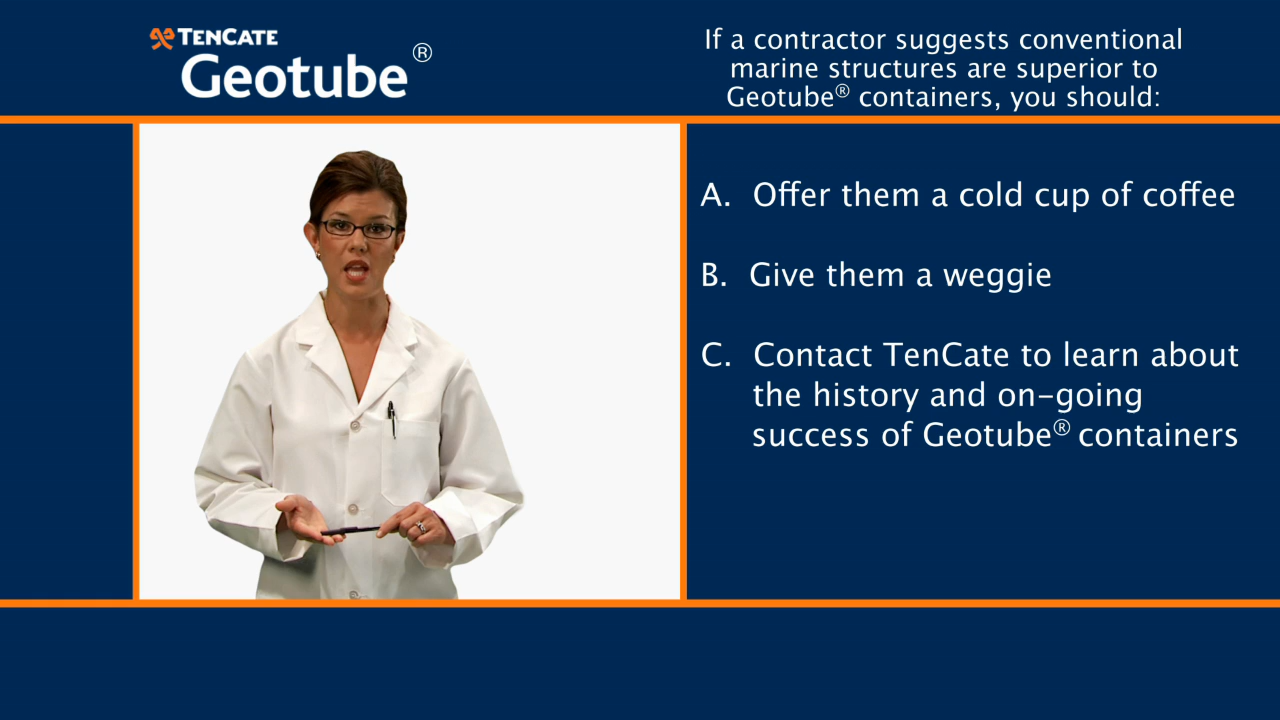 TENCATE
Geotube®
If a contractor suggests conventional
marine structures are superior to
Geotube® containers, you should:
A. Offer them a cold cup of coffee
B. Give them a weggie
C. Contact TenCate to learn about
the history and on-going
success of Geotube® containers